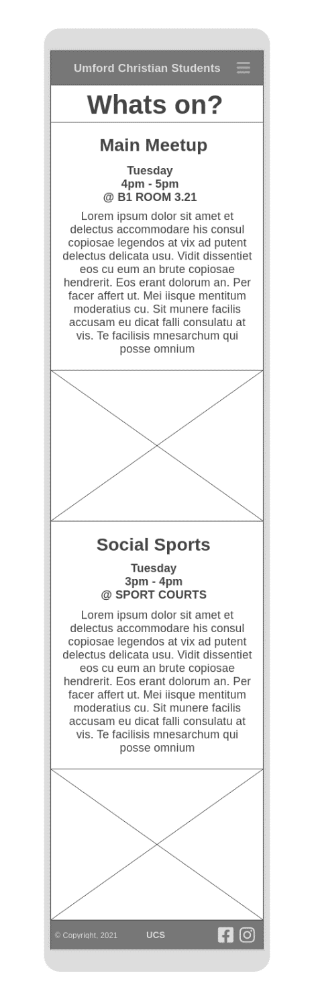 Umford Christian Students
Whats on?
Main Meetup
Tuesday
4pm - 5pm
@ B1 ROOM 3.21
Lorem ipsum dolor sit amet et
delectus accommodare his consul
copiosae legendos at vix ad putent
delectus delicata usu. Vidit dissentiet
eos cu eum an brute copiosae
hendrerit. Eos erant dolorum an. Per
facer affert ut. Mei iisque mentitum
moderatius cu. Sit munere facilis
accusam eu dicat falli consulatu at
vis. Te facilisis mnesarchum qui
posse omnium
Social Sports
Tuesday
3pm - 4pm
@ SPORT COURTS
Lorem ipsum dolor sit amet et
delectus accommodare his consul
copiosae legendos at vix ad putent
delectus delicata usu. Vidit dissentiet
eos cu eum an brute copiosae
hendrerit. Eos erant dolorum an. Per
facer affert ut. Mei iisque mentitum
moderatius cu. Sit munere facilis
accusam eu dicat falli consulatu at
vis. Te facilisis mnesarchum qui
posse omnium
© Copyright, 2021 UCS